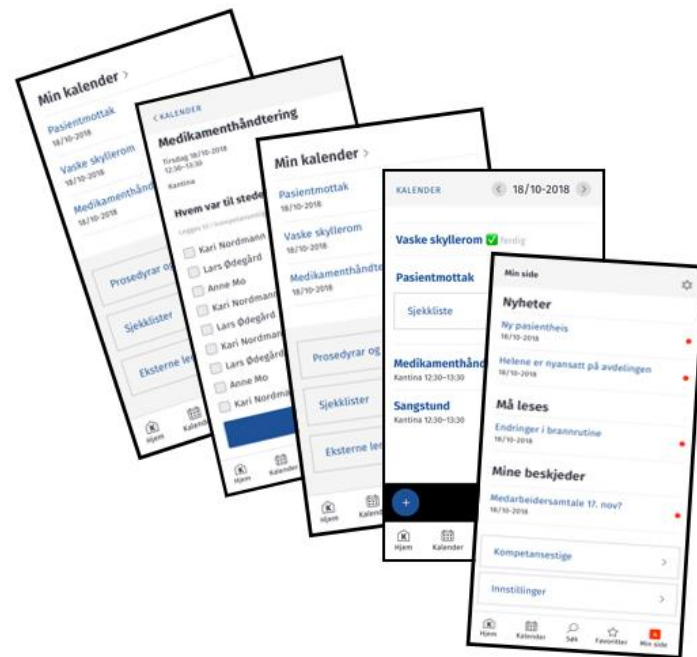 Min kalender >
Pasientmottak
18/10-2018
Vaske skyllerom
18/10-2018
Medikamenthånd
18/10-2018
Prosedyrar og
Sjekklister
Eksterne le
Hjem
Kalender
< KALENDER
Medikamenthåndtering
Tirsdag 18/10-2018
12:30-13:30
Kantina
Hvem var til stede
Kari Nordmann
Lars Ødegård
Anne Mo
Kari Nordmann
Lars Ødegård
Kari Nordman
Lars Ødegård
Anne Mo
Kari Nordma
Hjem
Kalender
Min kalender >
Pasientmottak
18/10-2018
Vaske skyllerom
18/10-2018
Medikamenthåndte
18/10-2018
Prosedyrar og
Sjekklister
Eksterne le
Hjem
Kalend
KALENDER
< 18/10-2018 >
Vaske skyllerom ✅ ferdig
Pasientmottak
Sjekkliste
Medikamenthånd
Kantina 12:30-13:30
Sangstund
Kantina 12:30-13:30
+
Hjem
Kalender
Min side
Nyheter
Ny pasientheis
18/10-2018
Helene er nyansatt på avdelingen
18/10-2018
Må leses
Endringer i brannrutine
18/10-2018
Mine beskjeder
Medarbeidersamtale 17. nov?
18/10-2018
Kompetansestige >
Innstillinger >
Hjem
Kalender
Søk
Favoritter
Min side